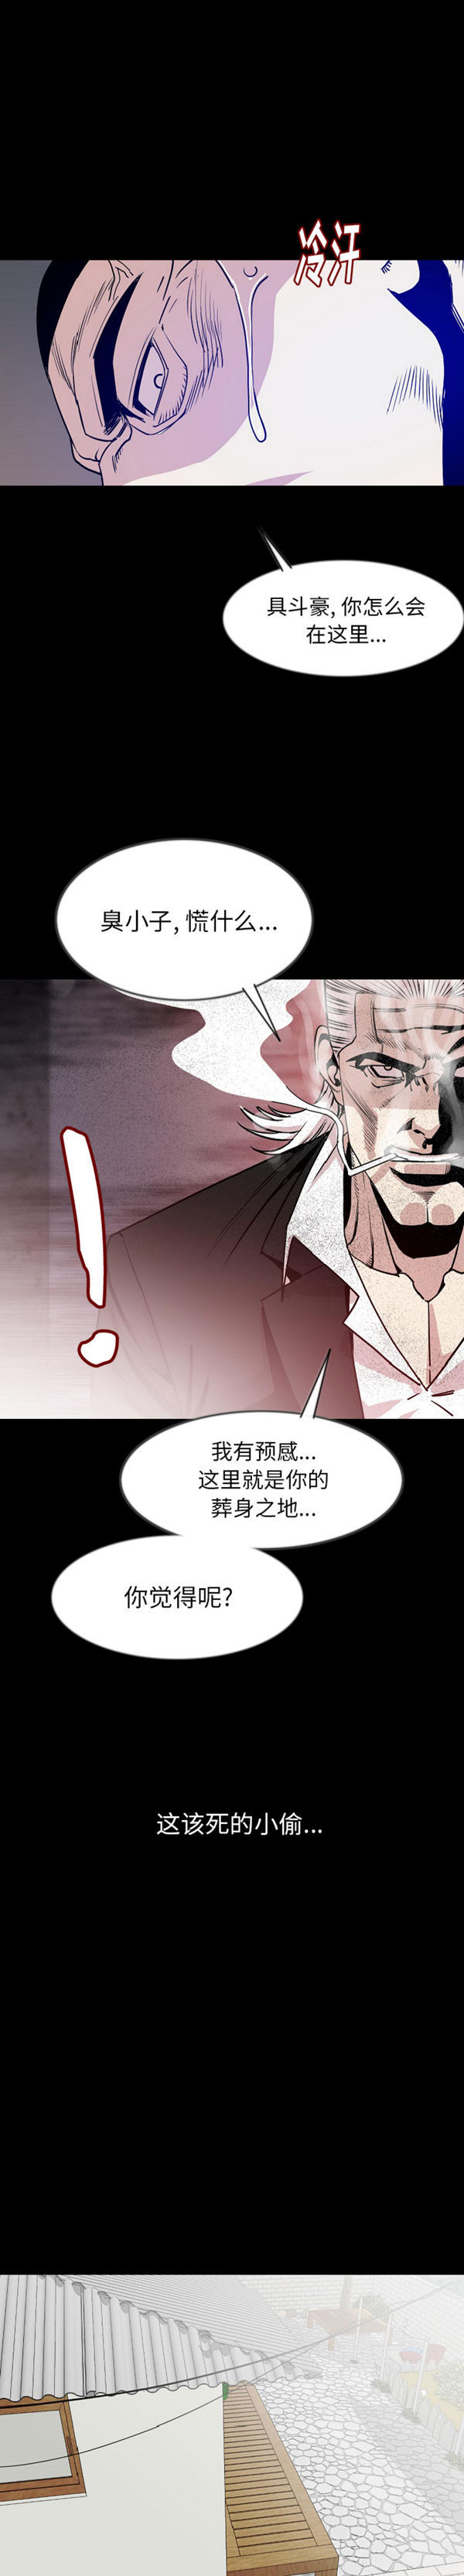 冷汗
具斗豪, 你怎么会
在这里...
臭小子, 慌什么...
!
我有预感...
这里就是你的
葬身之地...
你觉得呢?
这该死的小偷...